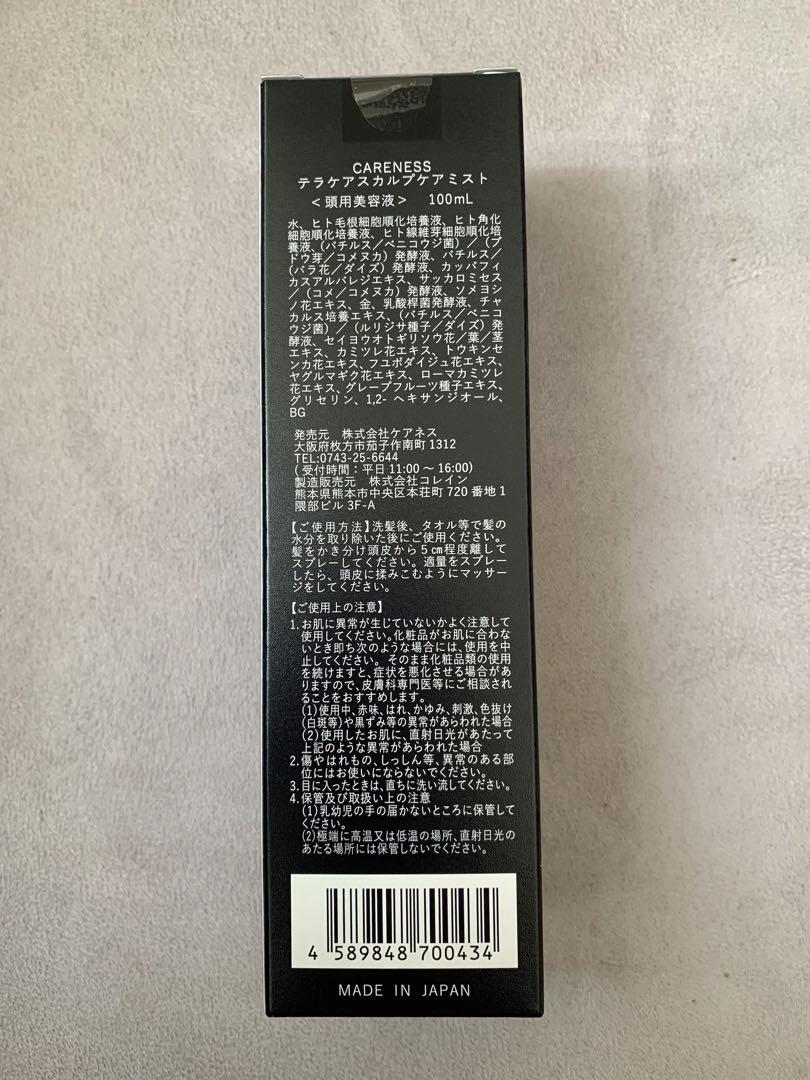 CARENESS
テラケアスカルプケアミスト
＜頭用美容液＞ 100mL
水、ヒト毛根細胞順化培養液、ヒト角化
細胞順化培養液、ヒト線維芽細胞順化培
養液、(バチルス／ベニコウジ菌) ／ (ブ
ドウ芽／コメヌカ) 発酵液、バチルス／
(バラ花／ダイズ) 発酵液、カッパフィ
カスアルバレジエキス、サッカロミセス
／ (コメ／コメヌカ) 発酵液、ソメイヨシ
ノ花エキス、金、乳酸桿菌発酵液、チャ
カルス培養エキス、(バチルス／ベニコ
ウジ菌) ／ (ルリジサ種子／ダイズ) 発
酵液、セイヨウオトギリソウ花／葉／茎
エキス、カミツレ花エキス、トウキンセ
ンカ花エキス、フユボダイジュ花エキス、
ヤグルマギク花エキス、ローマカミツレ
花エキス、グレープフルーツ種子エキス、
グリセリン、1,2- ヘキサンジオール、
BG
発売元 株式会社ケアネス
大阪府枚方市茄子作南町 1312
TEL:0743-25-6644
( 受付時間：平日 11:00 ～ 16:00)
製造販売元 株式会社コレイン
熊本県熊本市中央区本荘町 720 番地 1
隈部ビル 3F-A
【ご使用方法】洗髪後、タオル等で髪の
水分を取り除いた後にご使用ください。
髪をかき分け頭皮から 5 ㎝程度離して
スプレーしてください。適量をスプレー
したら、頭皮に揉みこむようにマッサー
ジをしてください。
【ご使用上の注意】
1. お肌に異常が生じていないかよく注意して
使用してください。化粧品がお肌に合わな
いとき即ち次のような場合には、使用を中
止してください。そのまま化粧品類の使用
を続けますと、症状を悪化させる場合があ
りますので、皮膚科専門医等にご相談され
ることをおすすめします。
(1)使用中、赤味、はれ、かゆみ、刺激、色抜け
(白斑等)や黒ずみ等の異常があらわれた場合
(2)使用したお肌に、直射日光があたって
上記のような異常があらわれた場合
2. 傷やはれもの、しっしん等、異常のある部
位にはお使いにならないでください。
3. 目に入ったときは、直ちに洗い流してください。
4. 保管及び取扱い上の注意
(1)乳幼児の手の届かないところに保管して
ください。
(2)極端に高温又は低温の場所、直射日光の
あたる場所には保管しないでください。
4 589848 700434
MADE IN JAPAN